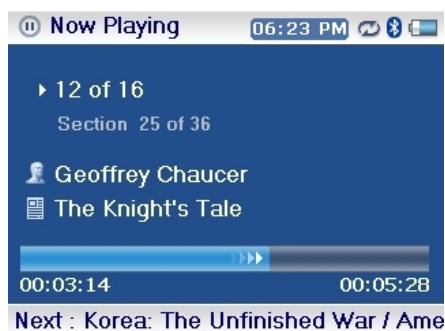 Now Playing 06:23 PM
12 of 16
Section 25 of 36
Geoffrey Chaucer
The Knight's Tale
00:03:14 00:05:28
Next : Korea: The Unfinished War / Ame